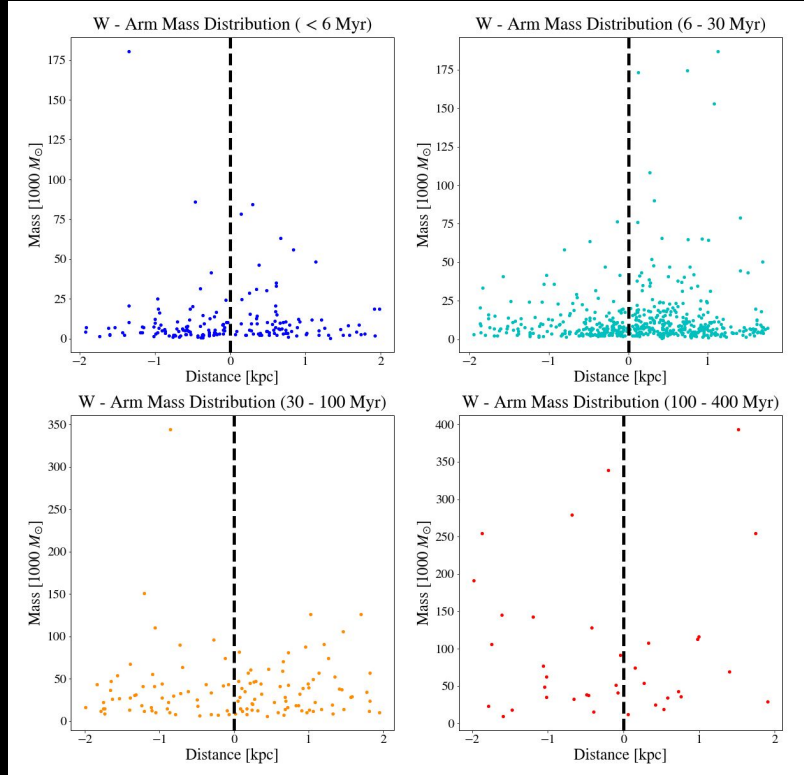 W - Arm Mass Distribution ( < 6 Myr)
175
150
125
100
75
50
25
0
Mass [1000 M⊙]
−2 −1 0 1 2
Distance [kpc]
W - Arm Mass Distribution (6 - 30 Myr)
175
150
125
100
75
50
25
0
Mass [1000 M⊙]
−2 −1 0 1
Distance [kpc]
W - Arm Mass Distribution (30 - 100 Myr)
350
300
250
200
150
100
50
0
Mass [1000 M⊙]
−2 −1 0 1 2
Distance [kpc]
W - Arm Mass Distribution (100 - 400 Myr)
400
350
300
250
200
150
100
50
0
Mass [1000 M⊙]
−2 −1 0 1 2
Distance [kpc]